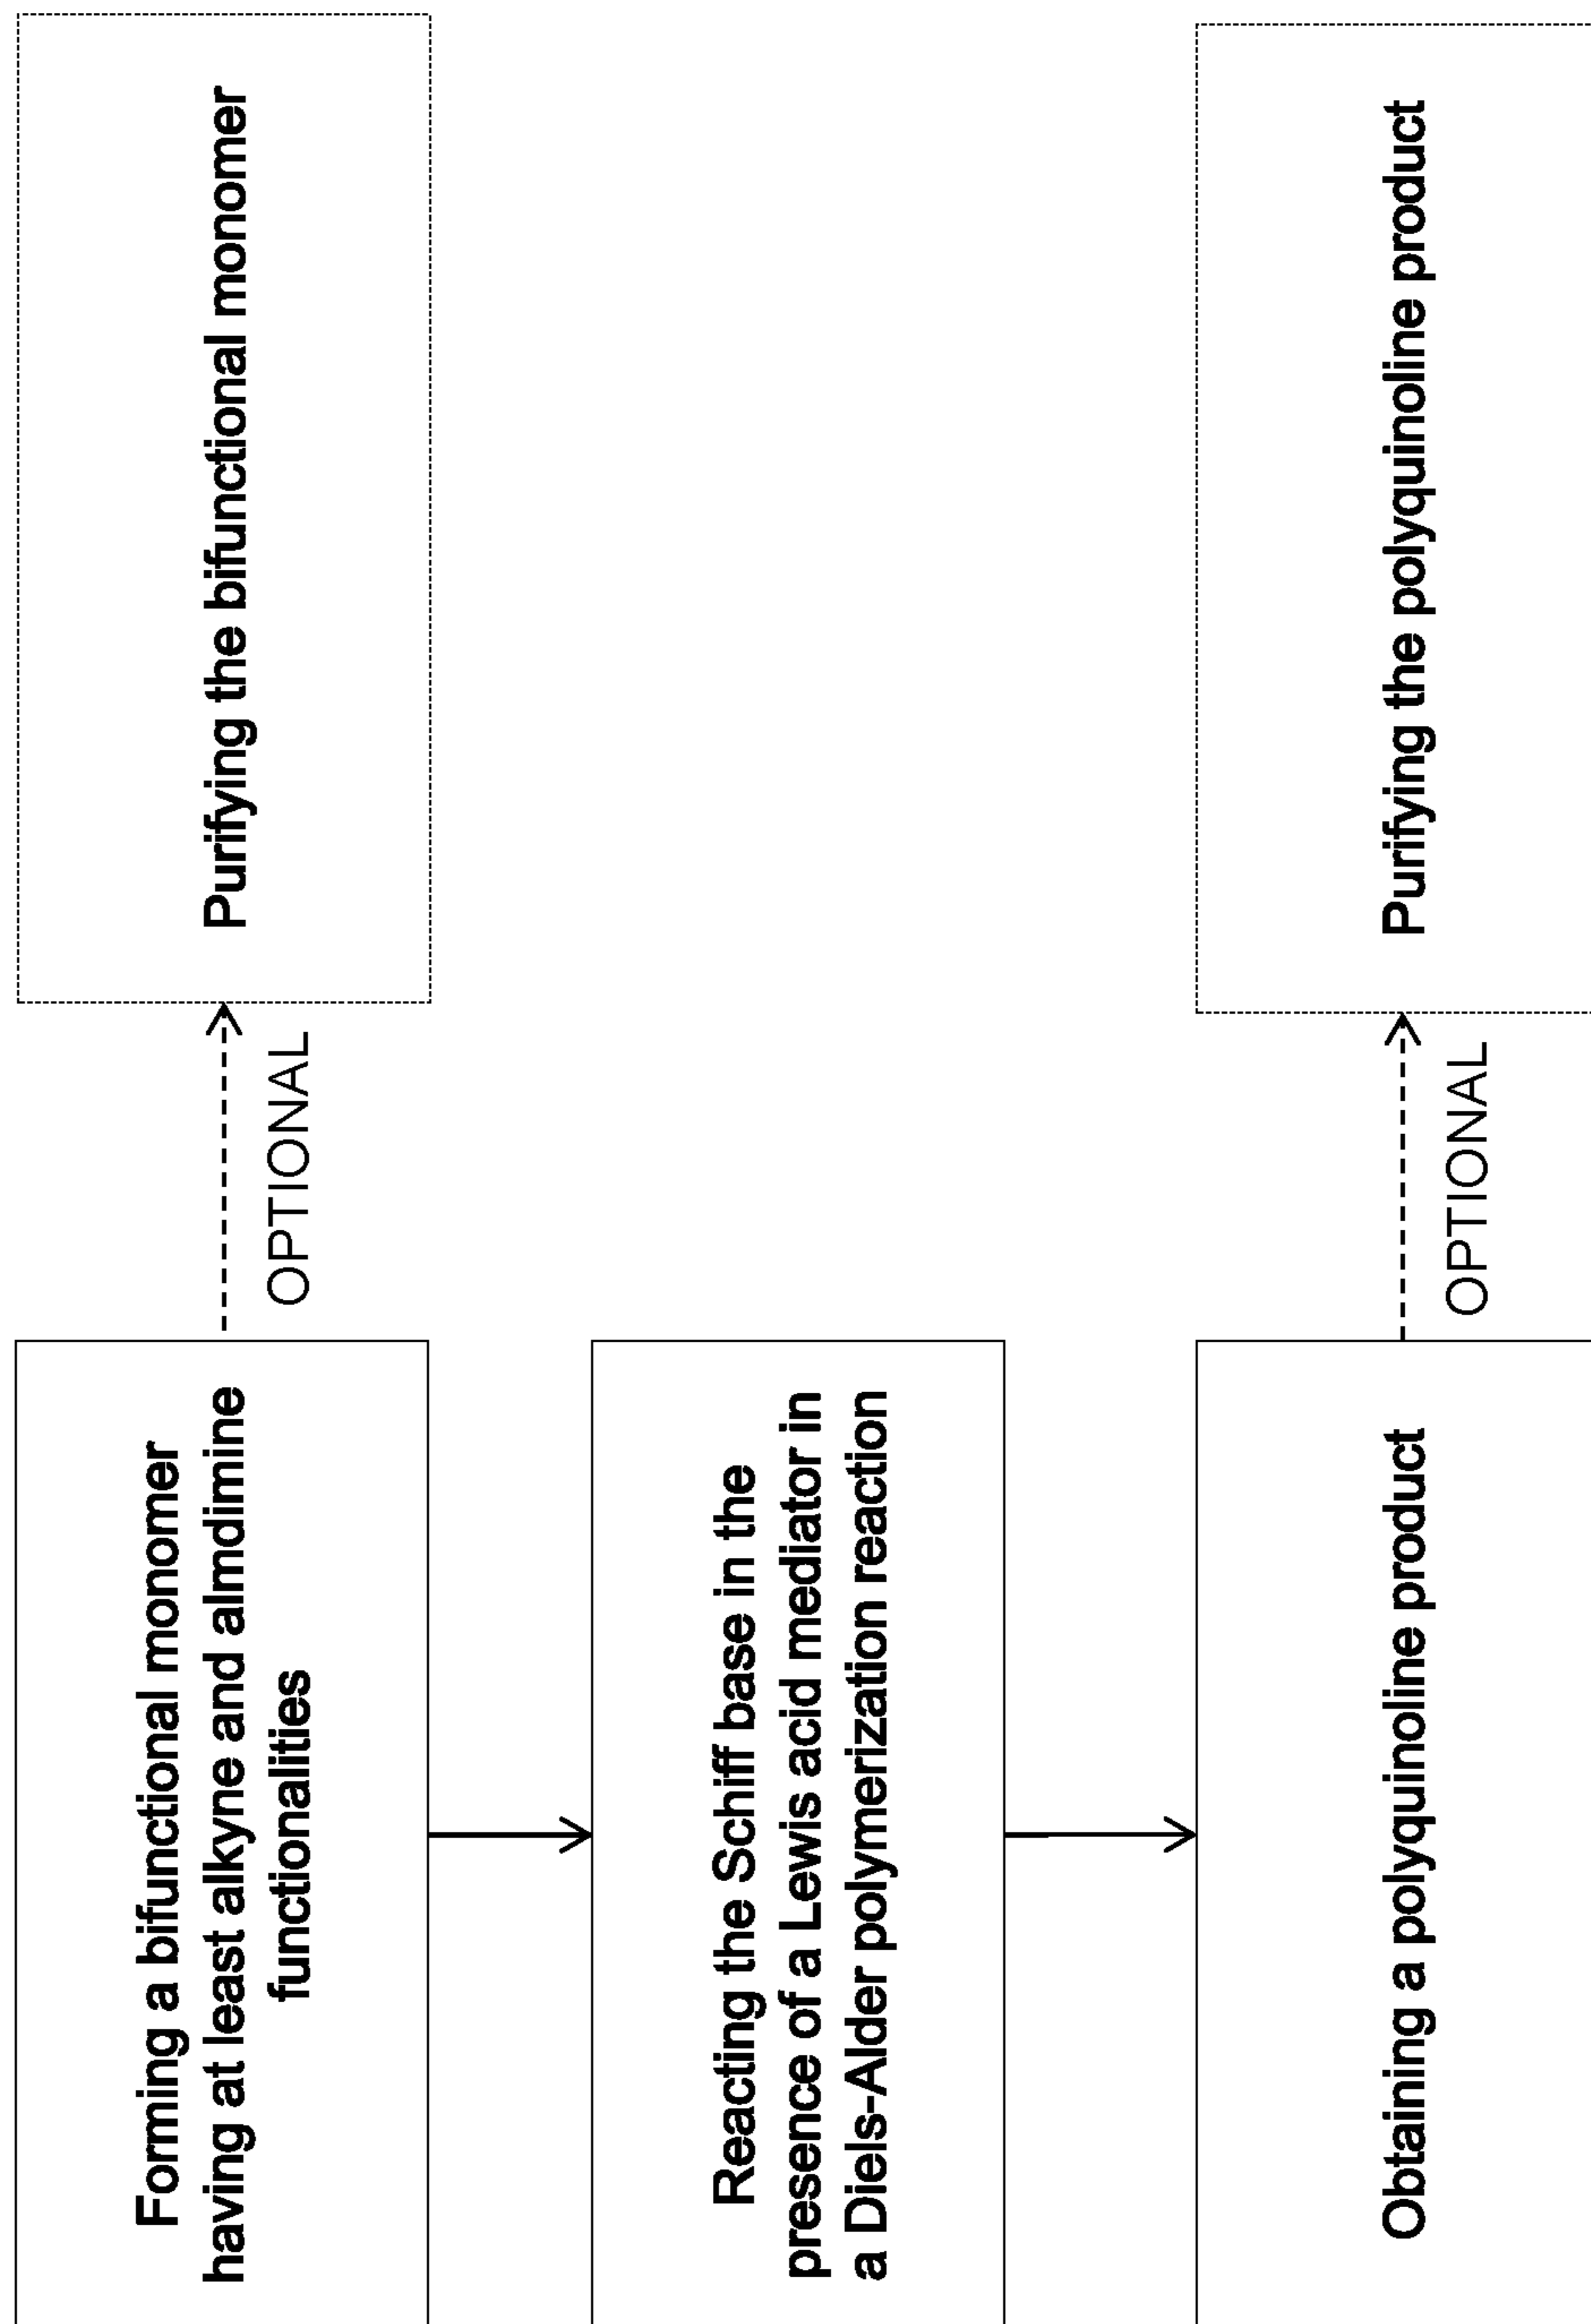 Forming a bifunctional monomer
having at least alkyne and almdimine
functionalities
OPTIONAL
Purifying the bifunctional monomer
Reacting the Schiff base in the
presence of a Lewis acid mediator in
a Diels-Alder polymerization reaction
Obtaining a polyquinoline product
OPTIONAL
Purifying the polyquinoline product